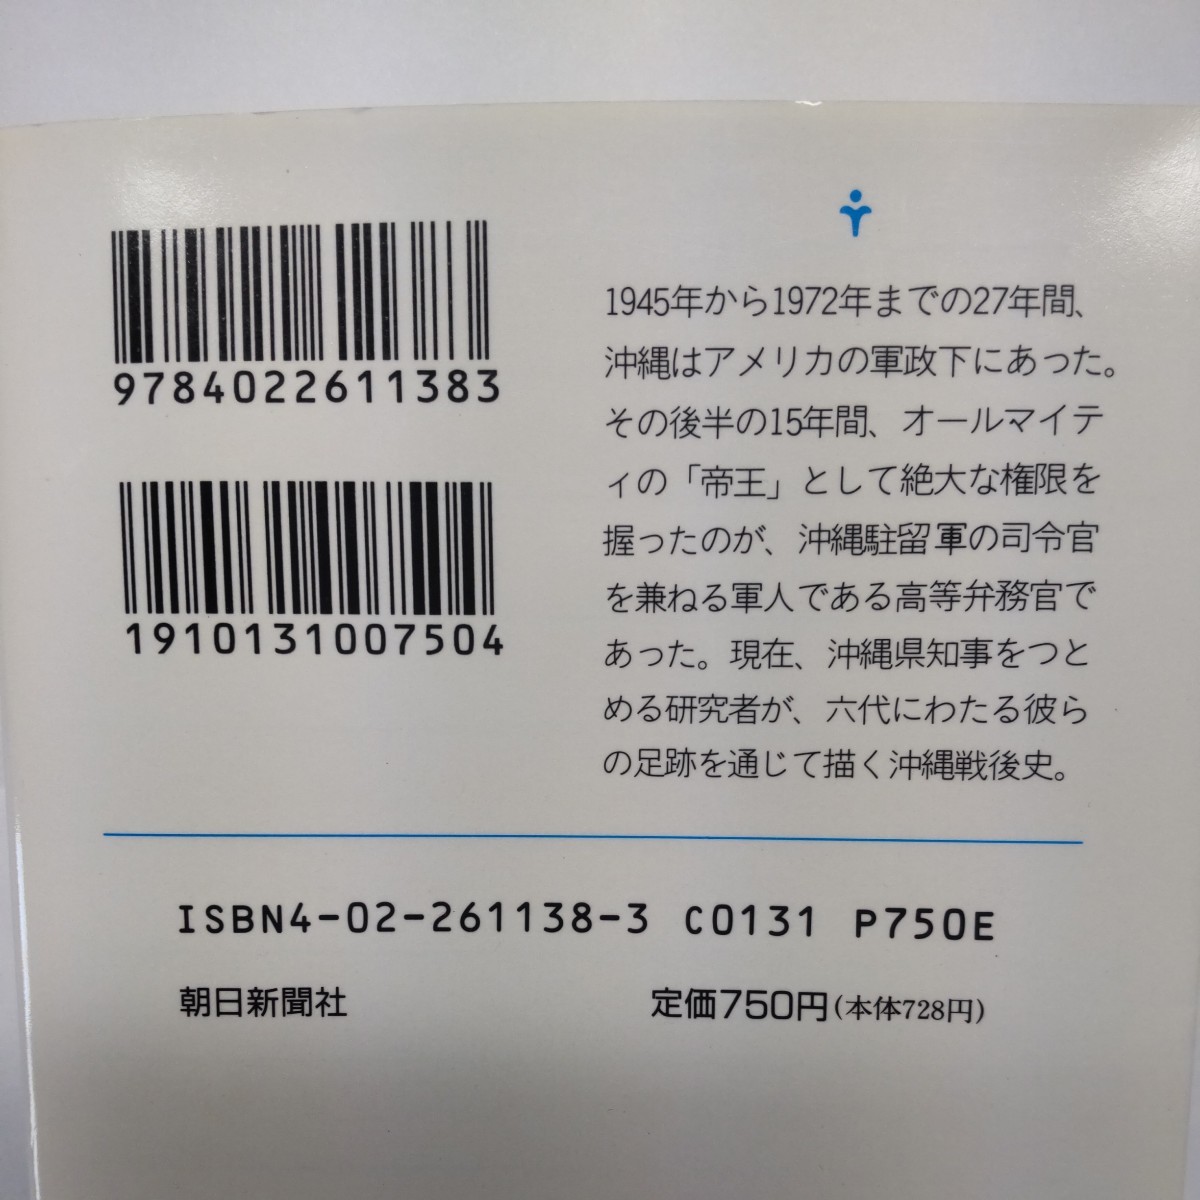 9784022611383
1910131007504
1945年から1972年までの27年間、
沖縄はアメリカの軍政下にあった。
その後半の15年間、オールマイテ
ィの「帝王」として絶大な権限を
握ったのが、沖縄駐留軍の司令官
を兼ねる軍人である高等弁務官で
あった。現在、沖縄県知事をつと
める研究者が、六代にわたる彼ら
の足跡を通じて描く沖縄戦後史。
ISBN4-02-261138-3 C0131 P750E
朝日新聞社 定価750円(本体728円)